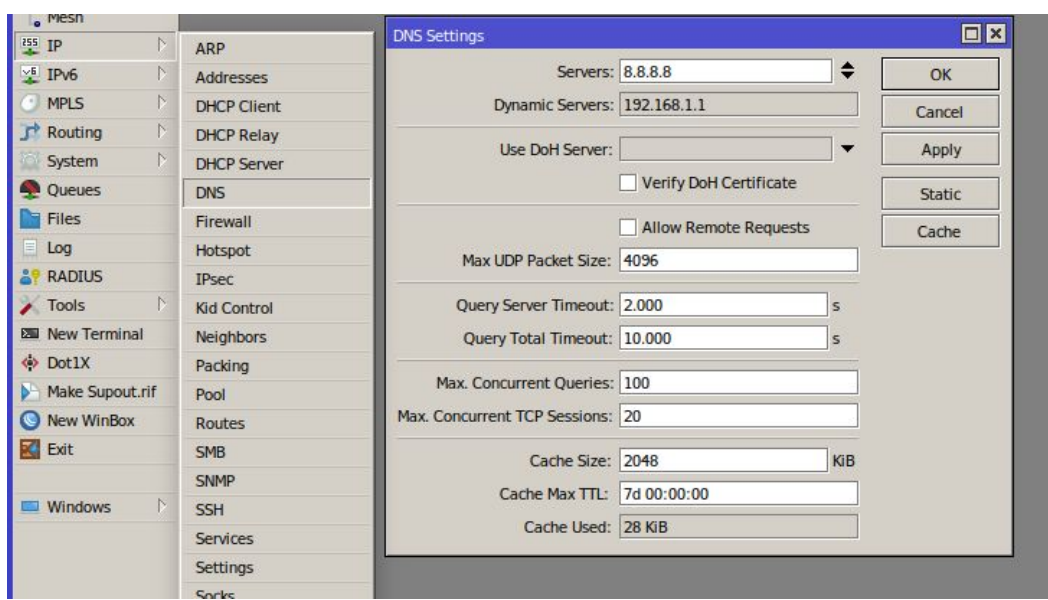 Mesh
IP
IPv6
MPLS
Routing
System
Queues
Files
Log
RADIUS
Tools
New Terminal
Dot1X
Make Supout.rif
New WinBox
Exit
Windows
ARP
Addresses
DHCP Client
DHCP Relay
DHCP Server
DNS
Firewall
Hotspot
IPsec
Kid Control
Neighbors
Packing
Pool
Routes
SMB
SNMP
SSH
Services
Settings
Socks
DNS Settings
Servers: 8.8.8.8
Dynamic Servers: 192.168.1.1
Use DoH Server:
Verify DoH Certificate
Allow Remote Requests
Max UDP Packet Size: 4096
Query Server Timeout: 2.000 s
Query Total Timeout: 10.000 s
Max. Concurrent Queries: 100
Max. Concurrent TCP Sessions: 20
Cache Size: 2048 KiB
Cache Max TTL: 7d 00:00:00
Cache Used: 28 KiB
OK
Cancel
Apply
Static
Cache